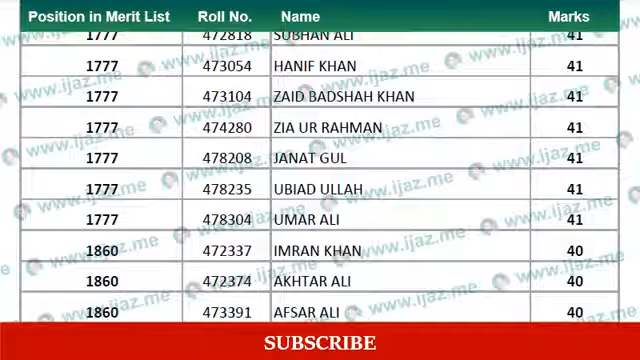 Position in Merit List Roll No. Name Marks
1777 472818 SUBHAN ALI 41
1777 473054 HANIF KHAN 41
1777 473104 ZAID BADSHAH KHAN 41
1777 474280 ZIA UR RAHMAN 41
1777 478208 JANAT GUL 41
1777 478235 UBIAD ULLAH 41
1777 478304 UMAR ALI 41
1860 472337 IMRAN KHAN 40
1860 472374 AKHTAR ALI 40
1860 473391 AFSAR ALI 40
www.ijaz.me
SUBSCRIBE